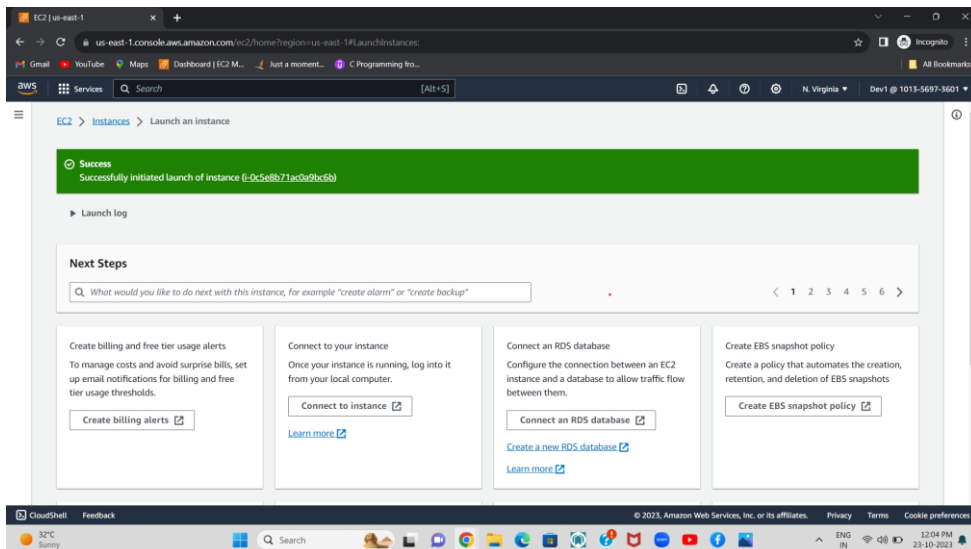 EC2 | us-east-1
us-east-1.console.aws.amazon.com/ec2/home?region=us-east-1#LaunchInstances:
Incognito
Gmail YouTube Maps Dashboard | EC2 M... Just a moment... C Programming fro... All Bookmarks
aws Services Search [Alt+S] N. Virginia Dev1 @ 1013-5697-3601
EC2 > Instances > Launch an instance
Success
Successfully initiated launch of instance (i-0c5e8b71ac0a9bc6b)
Launch log
Next Steps
What would you like to do next with this instance, for example "create alarm" or "create backup"
< 1 2 3 4 5 6 >
Create billing and free tier usage alerts
To manage costs and avoid surprise bills, set
up email notifications for billing and free
tier usage thresholds.
Create billing alerts
Connect to your instance
Once your instance is running, log into it
from your local computer.
Connect to instance
Learn more
Connect an RDS database
Configure the connection between an EC2
instance and a database to allow traffic flow
between them.
Connect an RDS database
Create a new RDS database
Learn more
Create EBS snapshot policy
Create a policy that automates the creation,
retention, and deletion of EBS snapshots
Create EBS snapshot policy
CloudShell Feedback © 2023, Amazon Web Services, Inc. or its affiliates. Privacy Terms Cookie preferences
32°C
Sunny
Search
ENG
IN
12:04 PM
23-10-2023